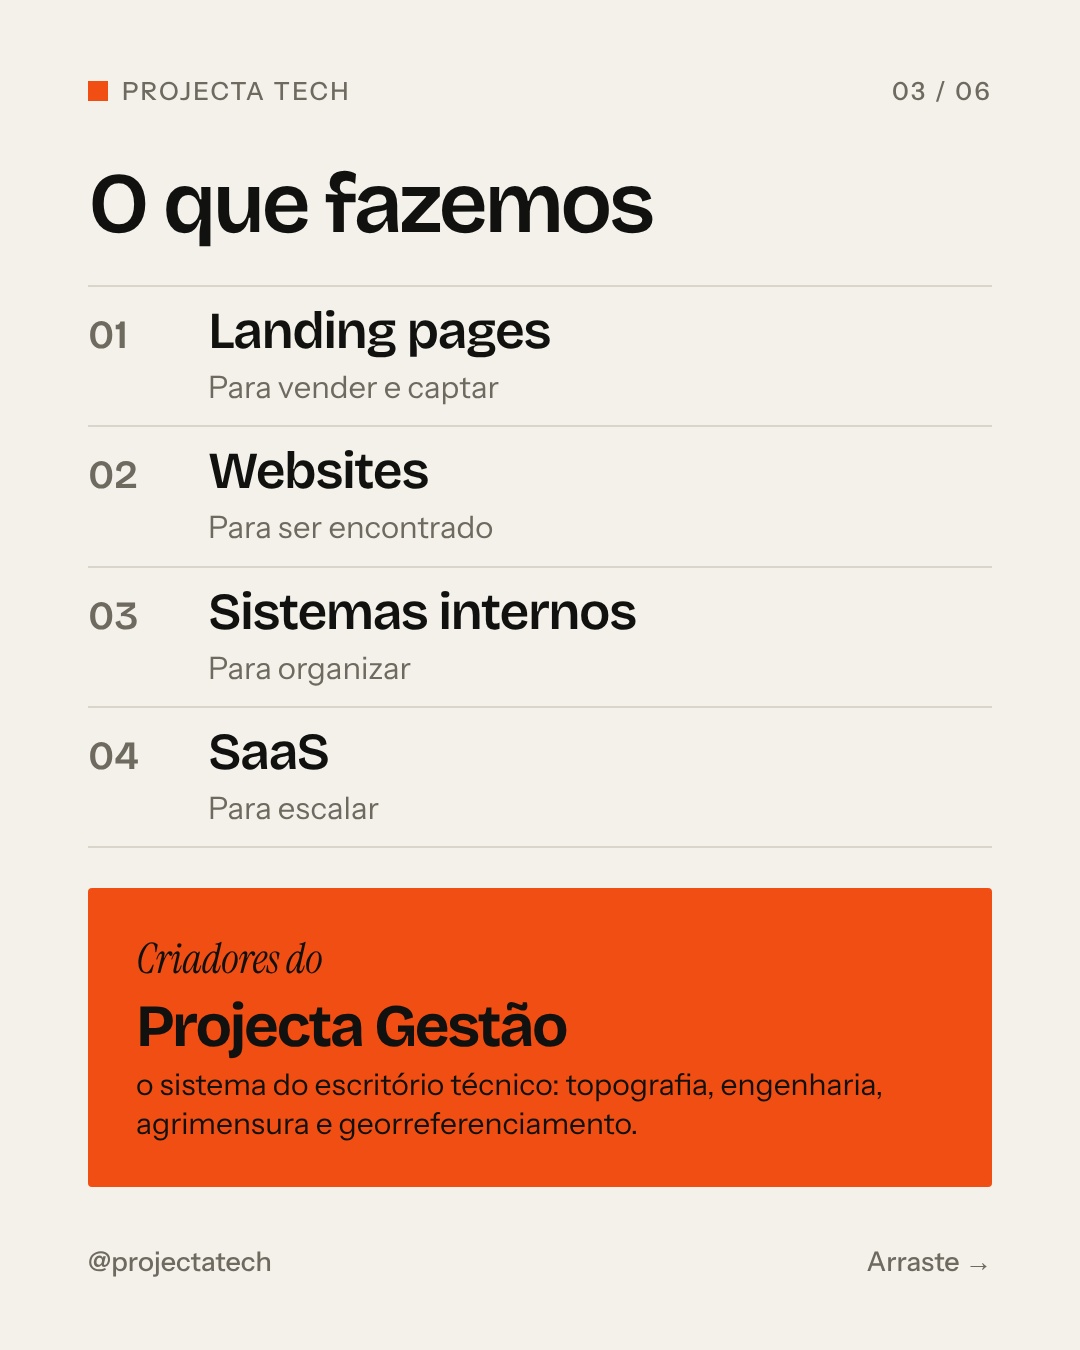 PROJECTA TECH
03 / 06
O que fazemos
01
Landing pages
Para vender e captar
02
Websites
Para ser encontrado
03
Sistemas internos
Para organizar
04
SaaS
Para escalar
Criadores do
Projecta Gestão
o sistema do escritório técnico: topografia, engenharia,
agrimensura e georreferenciamento.
@projectatech
Arraste →